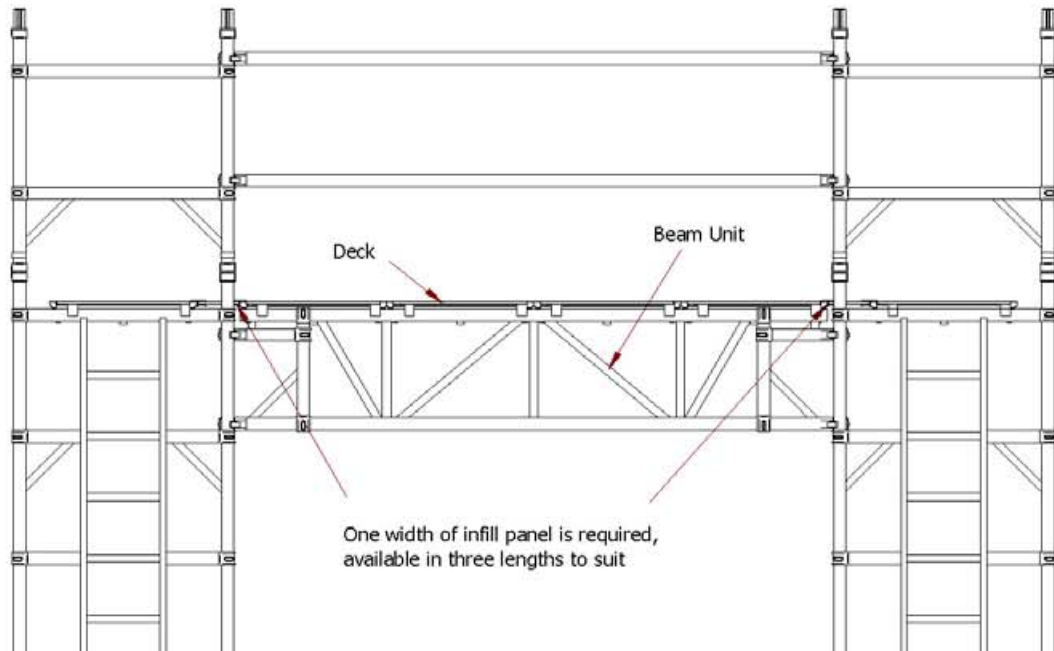 Beam Unit
Deck
One width of infill panel is required,
available in three lengths to suit